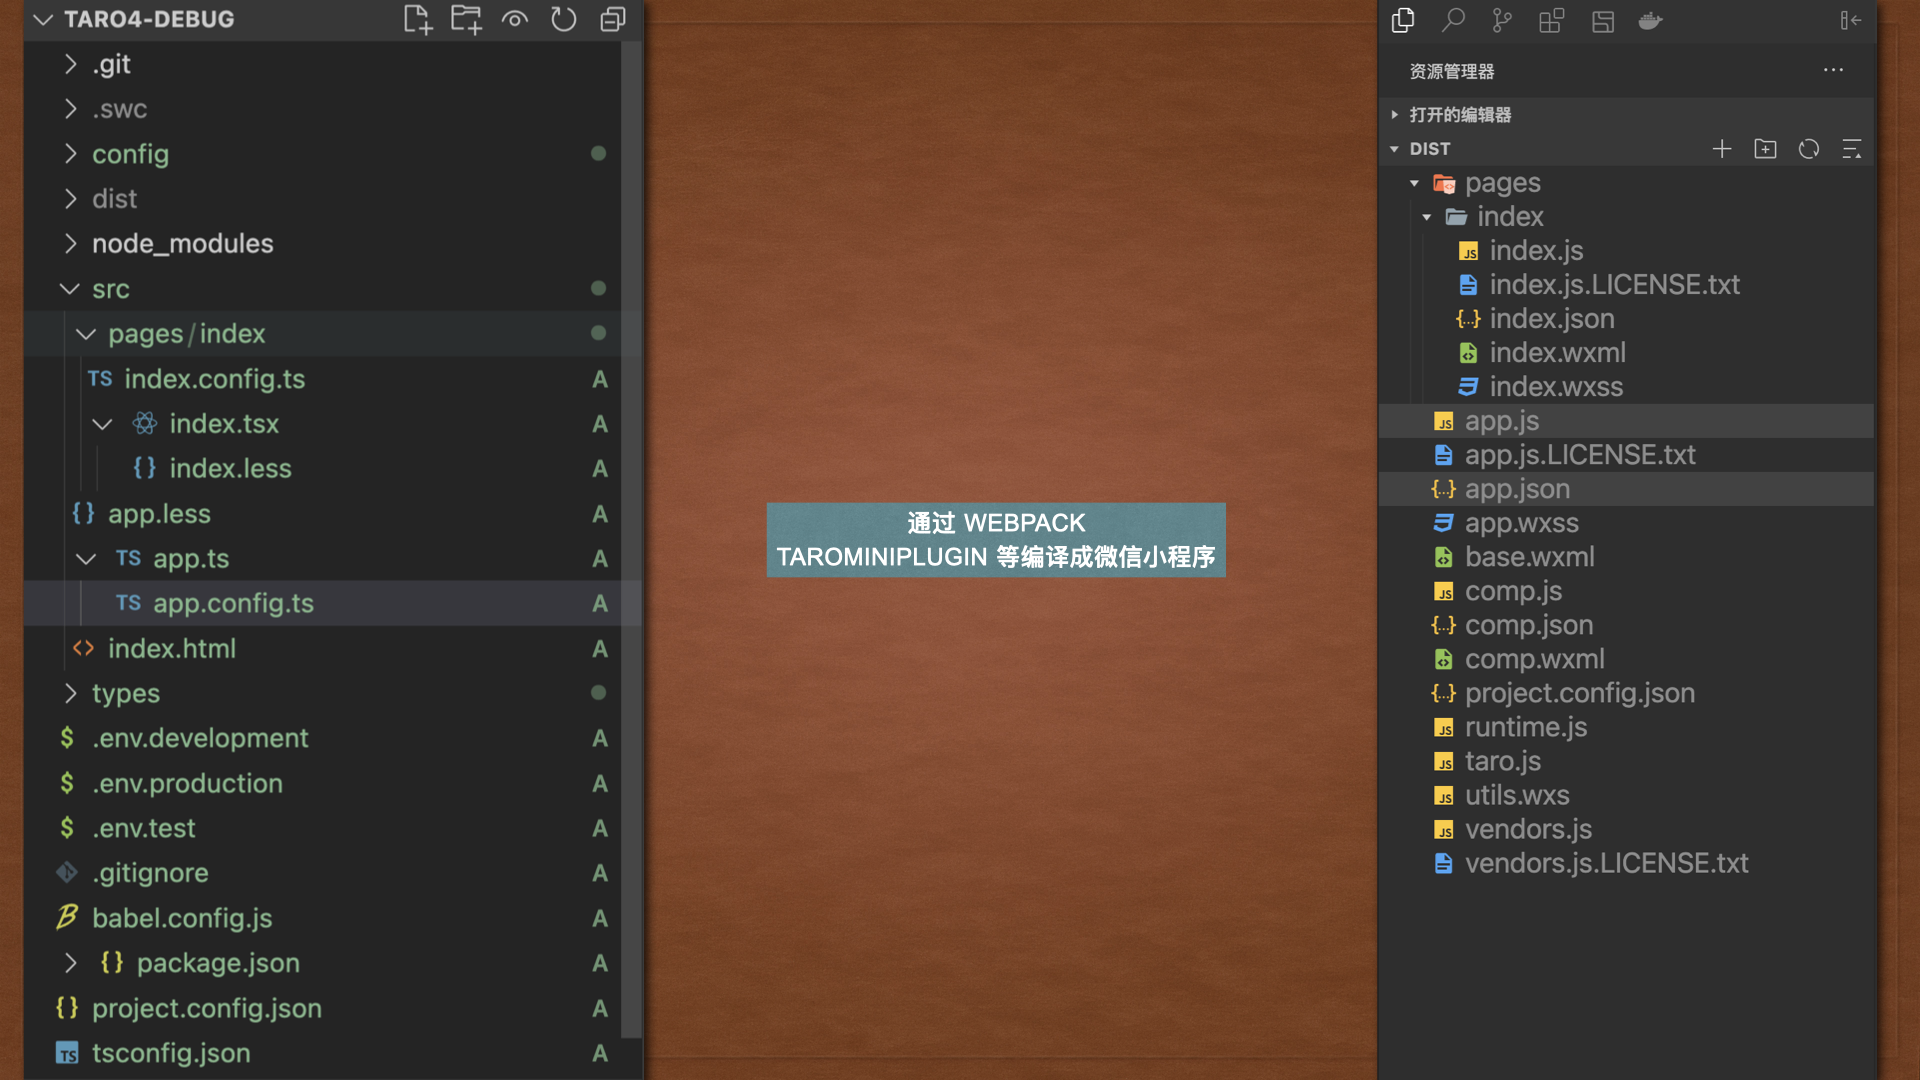 TARO4-DEBUG
.git
.swc
config
dist
node_modules
src
pages/index
TS index.config.ts A
index.tsx A
{} index.less A
{} app.less A
TS app.ts A
TS app.config.ts A
<> index.html A
types
$ .env.development A
$ .env.production A
$ .env.test A
.gitignore A
babel.config.js A
{} package.json A
{} project.config.json A
TS tsconfig.json A
通过 WEBPACK
TAROMINIPLUGIN 等编译成微信小程序
资源管理器
打开的编辑器
DIST
pages
index
JS index.js
index.js.LICENSE.txt
{..} index.json
index.wxml
index.wxss
JS app.js
app.js.LICENSE.txt
{..} app.json
app.wxss
base.wxml
JS comp.js
{..} comp.json
comp.wxml
{..} project.config.json
JS runtime.js
JS taro.js
JS utils.wxs
JS vendors.js
vendors.js.LICENSE.txt